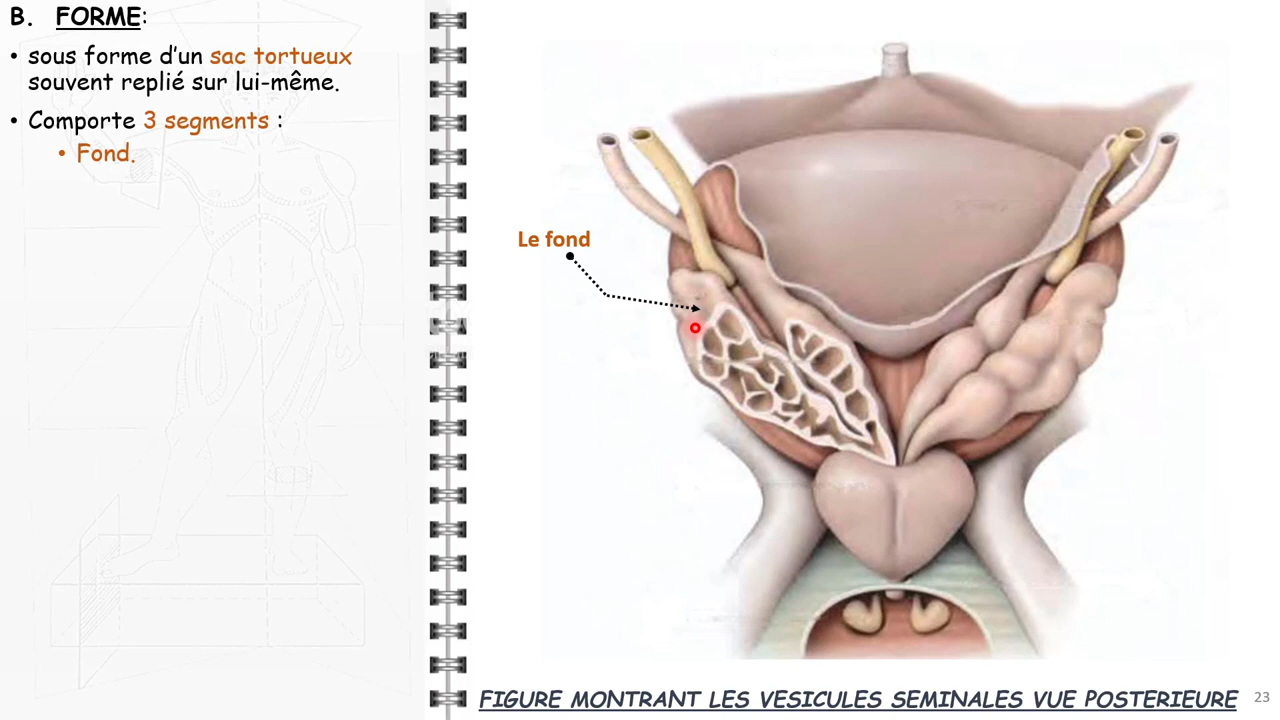 B. FORME:
• sous forme d'un sac tortueux
souvent replié sur lui-même.
• Comporte 3 segments :
• Fond.
Le fond
FIGURE MONTRANT LES VESICULES SEMINALES VUE POSTERIEURE
23